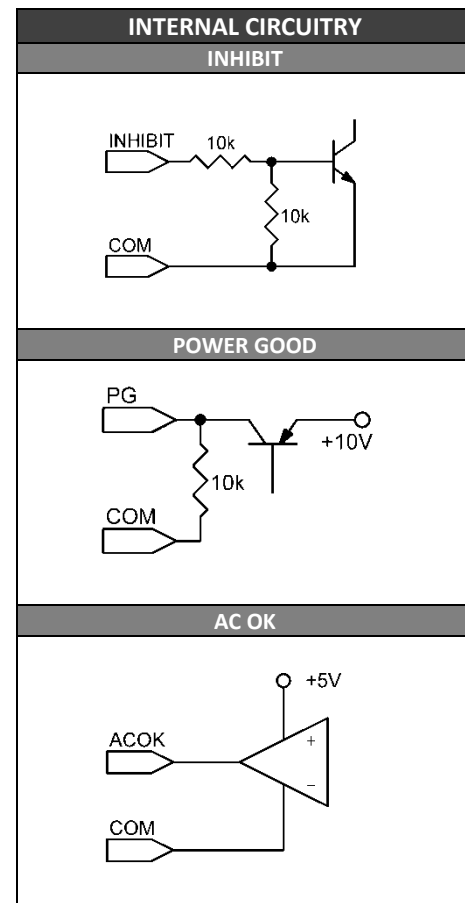 INTERNAL CIRCUITRY
INHIBIT
INHIBIT
10k
10k
COM
POWER GOOD
PG
+10V
10k
COM
AC OK
+5V
ACOK
+
−
COM